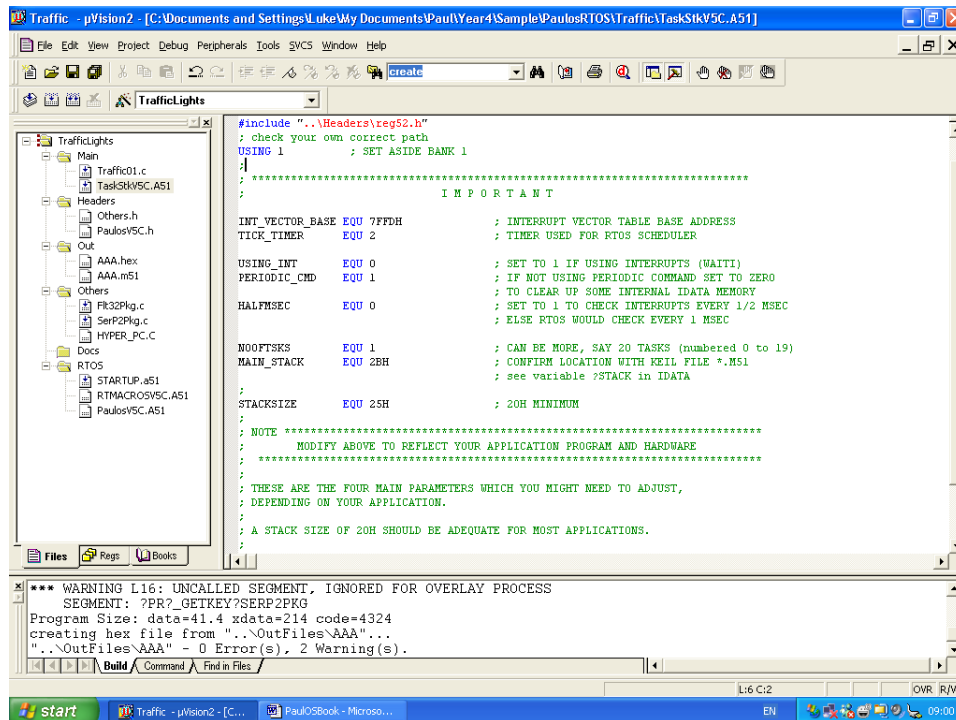 Traffic - µVision2 - [C:\Documents and Settings\Luke\My Documents\Paul\Year4\Sample\PaulosRTOS\Traffic\TaskStkV5C.A51]
File Edit View Project Debug Peripherals Tools SVCS Window Help
create
TrafficLights
TrafficLights
Main
Traffic01.c
TaskStkV5C.A51
Headers
Others.h
PaulosV5C.h
Out
AAA.hex
AAA.m51
Others
Flt32Pkg.c
SerP2Pkg.c
HYPER_PC.C
Docs
RTOS
STARTUP.a51
RTMACROSV5C.A51
PaulosV5C.A51
Files Regs Books
#include "..\Headers\reg52.h"
; check your own correct path
USING 1 ; SET ASIDE BANK 1
;
; ****************************************************************************
; I M P O R T A N T
INT_VECTOR_BASE EQU 7FFDH ; INTERRUPT VECTOR TABLE BASE ADDRESS
TICK_TIMER EQU 2 ; TIMER USED FOR RTOS SCHEDULER
USING_INT EQU 0 ; SET TO 1 IF USING INTERRUPTS (WAITI)
PERIODIC_CMD EQU 1 ; IF NOT USING PERIODIC COMMAND SET TO ZERO
; TO CLEAR UP SOME INTERNAL IDATA MEMORY
HALFMSEC EQU 0 ; SET TO 1 TO CHECK INTERRUPTS EVERY 1/2 MSEC
; ELSE RTOS WOULD CHECK EVERY 1 MSEC
NOOFTSKS EQU 1 ; CAN BE MORE, SAY 20 TASKS (numbered 0 to 19)
MAIN_STACK EQU 2BH ; CONFIRM LOCATION WITH KEIL FILE *.M51
; see variable ?STACK in IDATA
;
STACKSIZE EQU 25H ; 20H MINIMUM
;
; NOTE *************************************************************************
; MODIFY ABOVE TO REFLECT YOUR APPLICATION PROGRAM AND HARDWARE
; *****************************************************************************
;
; THESE ARE THE FOUR MAIN PARAMETERS WHICH YOU MIGHT NEED TO ADJUST,
; DEPENDING ON YOUR APPLICATION.
;
; A STACK SIZE OF 20H SHOULD BE ADEQUATE FOR MOST APPLICATIONS.
;
*** WARNING L16: UNCALLED SEGMENT, IGNORED FOR OVERLAY PROCESS
SEGMENT: ?PR?_GETKEY?SERP2PKG
Program Size: data=41.4 xdata=214 code=4324
creating hex file from "..\OutFiles\AAA"...
"..\OutFiles\AAA" - 0 Error(s), 2 Warning(s).
Build Command Find in Files
L:6 C:2 OVR R/W
start Traffic - µVision2 - [C... PaulOSBook - Microso... EN 09:00